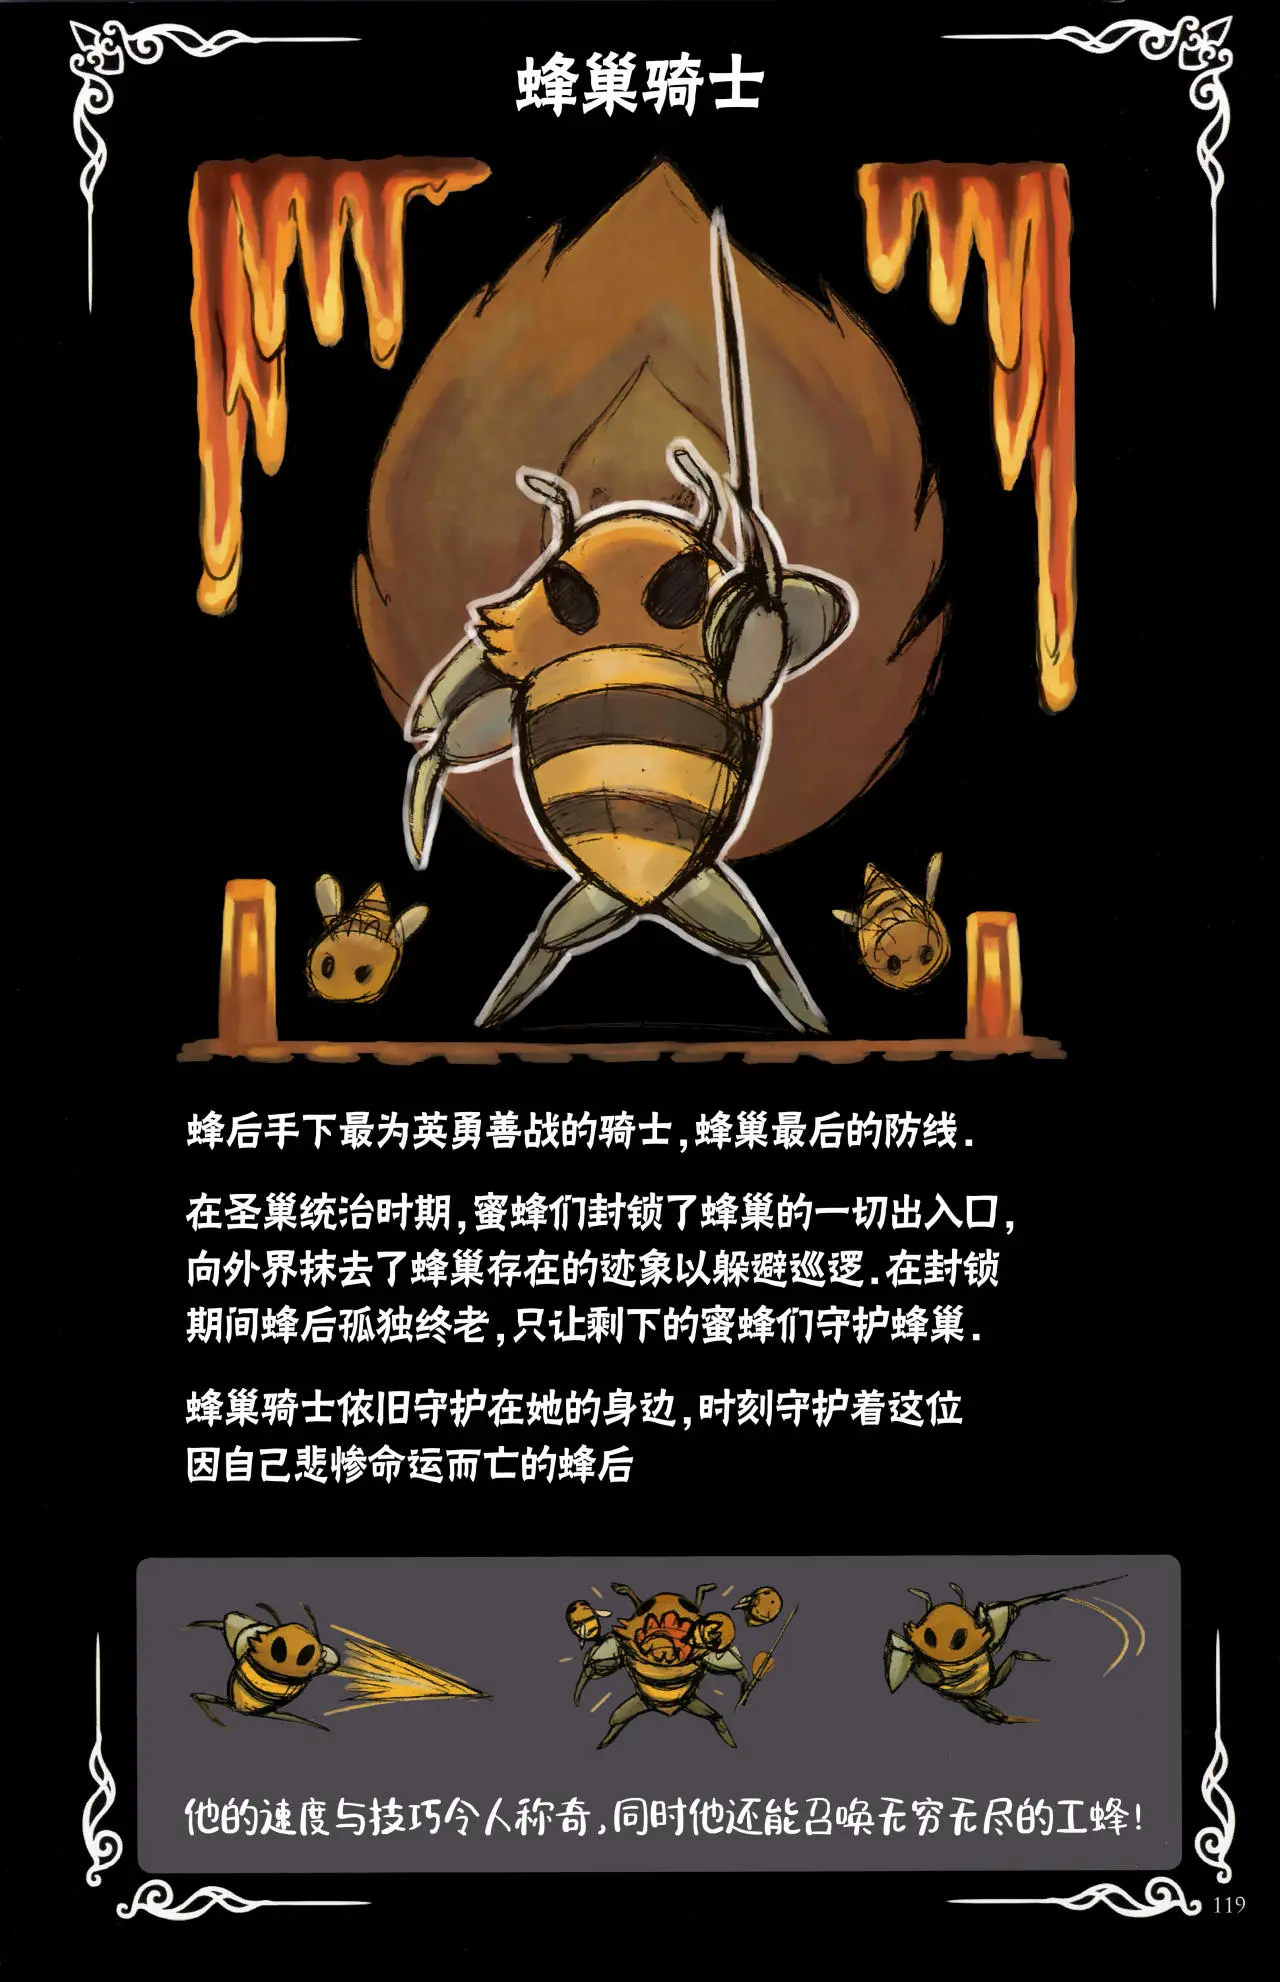 蜂巢骑士
蜂后手下最为英勇善战的骑士,蜂巢最后的防线.
在圣巢统治时期,蜜蜂们封锁了蜂巢的一切出入口,
向外界抹去了蜂巢存在的迹象以躲避巡逻.在封锁
期间蜂后孤独终老,只让剩下的蜜蜂们守护蜂巢.
蜂巢骑士依旧守护在她的身边,时刻守护着这位
因自己悲惨命运而亡的蜂后
他的速度与技巧令人称奇,同时他还能召唤无穷无尽的工蜂!
119